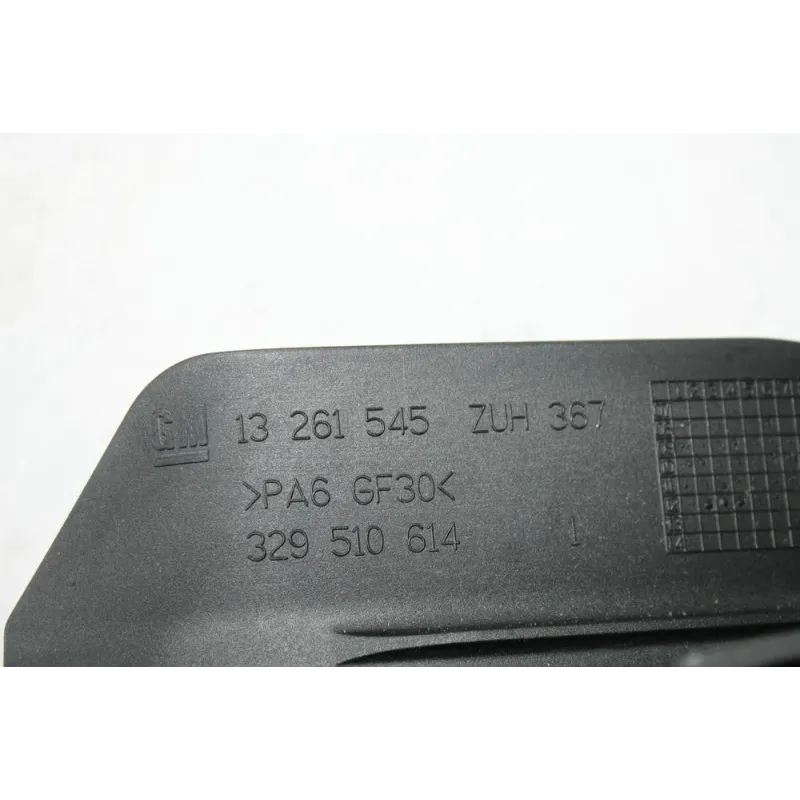 GM 13 261 545 ZUH 367
>PA6 GF30<
329 510 614 1